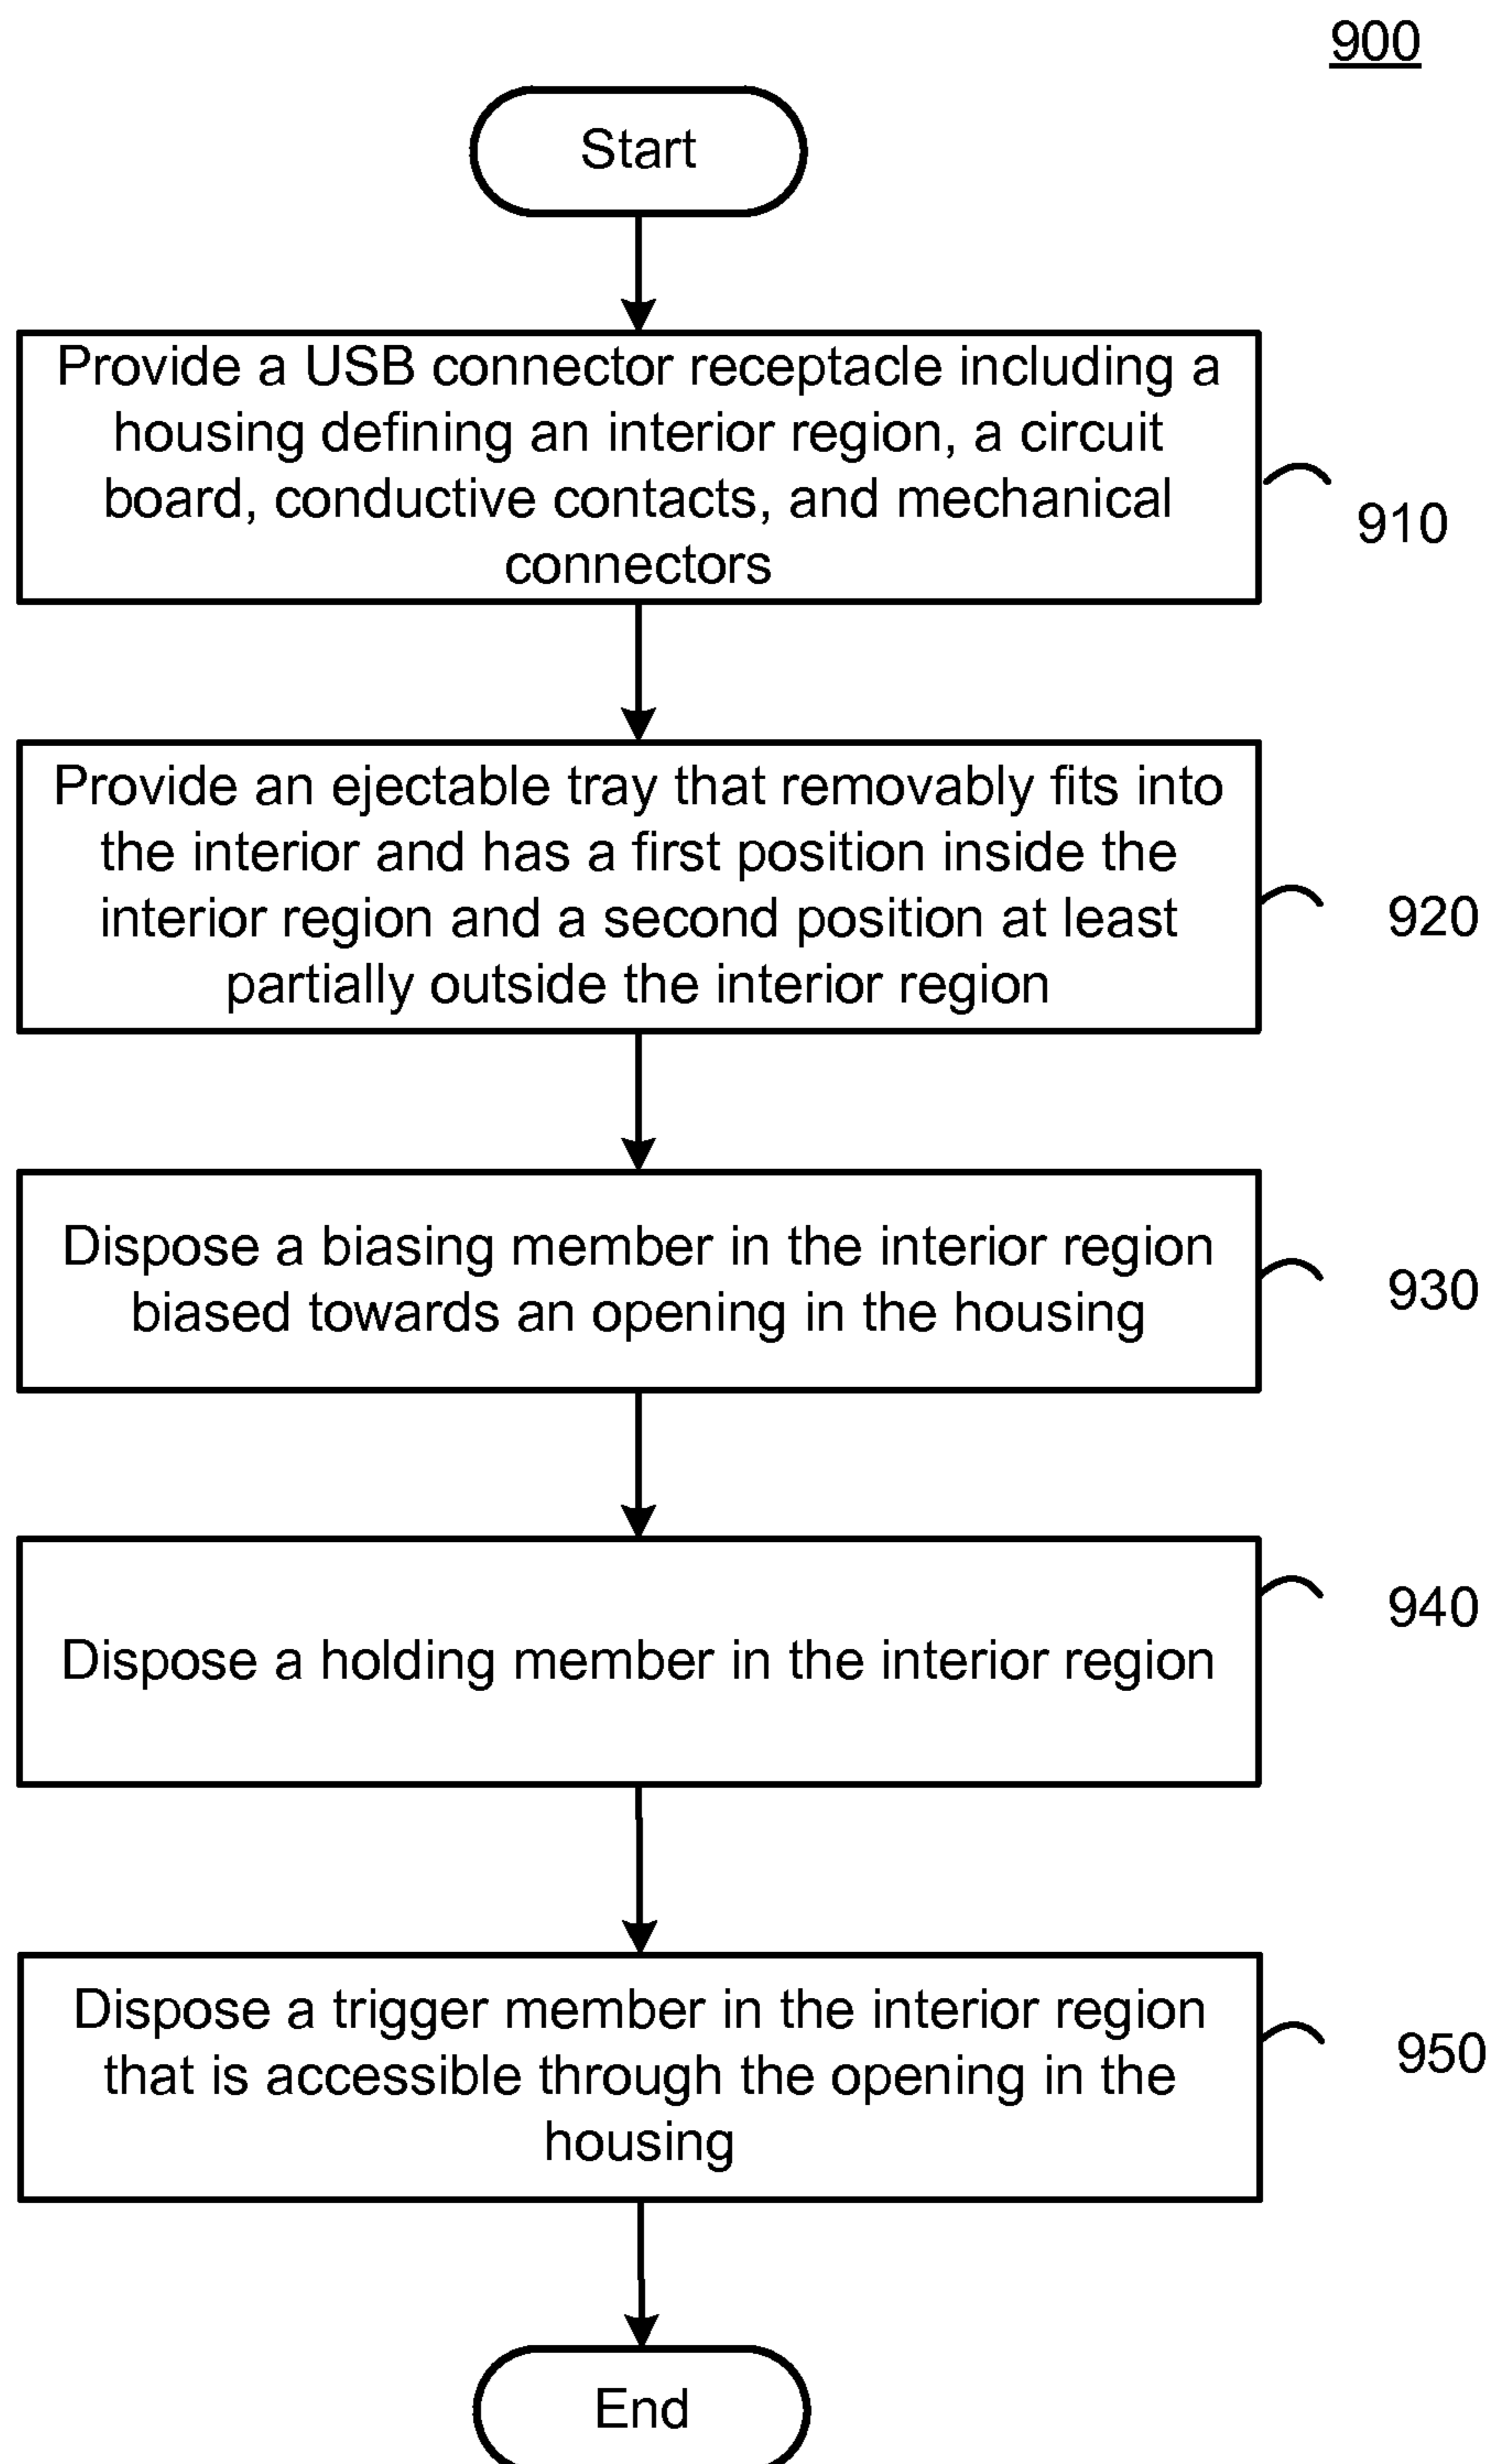 900
Start
Provide a USB connector receptacle including a
housing defining an interior region, a circuit
board, conductive contacts, and mechanical
connectors
910
Provide an ejectable tray that removably fits into
the interior and has a first position inside the
interior region and a second position at least
partially outside the interior region
920
Dispose a biasing member in the interior region
biased towards an opening in the housing
930
Dispose a holding member in the interior region
940
Dispose a trigger member in the interior region
that is accessible through the opening in the
housing
950
End